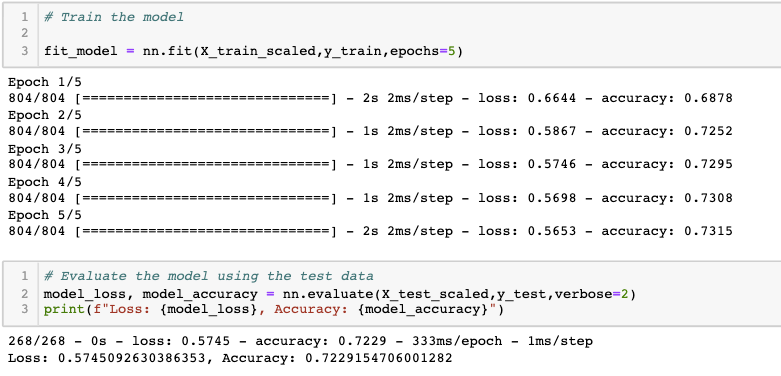 1 # Train the model
2
3 fit_model = nn.fit(X_train_scaled,y_train,epochs=5)
Epoch 1/5
804/804 [==============================] - 2s 2ms/step - loss: 0.6644 - accuracy: 0.6878
Epoch 2/5
804/804 [==============================] - 1s 2ms/step - loss: 0.5867 - accuracy: 0.7252
Epoch 3/5
804/804 [==============================] - 1s 2ms/step - loss: 0.5746 - accuracy: 0.7295
Epoch 4/5
804/804 [==============================] - 1s 2ms/step - loss: 0.5698 - accuracy: 0.7308
Epoch 5/5
804/804 [==============================] - 2s 2ms/step - loss: 0.5653 - accuracy: 0.7315
1 # Evaluate the model using the test data
2 model_loss, model_accuracy = nn.evaluate(X_test_scaled,y_test,verbose=2)
3 print(f"Loss: {model_loss}, Accuracy: {model_accuracy}")
268/268 - 0s - loss: 0.5745 - accuracy: 0.7229 - 333ms/epoch - 1ms/step
Loss: 0.5745092630386353, Accuracy: 0.7229154706001282